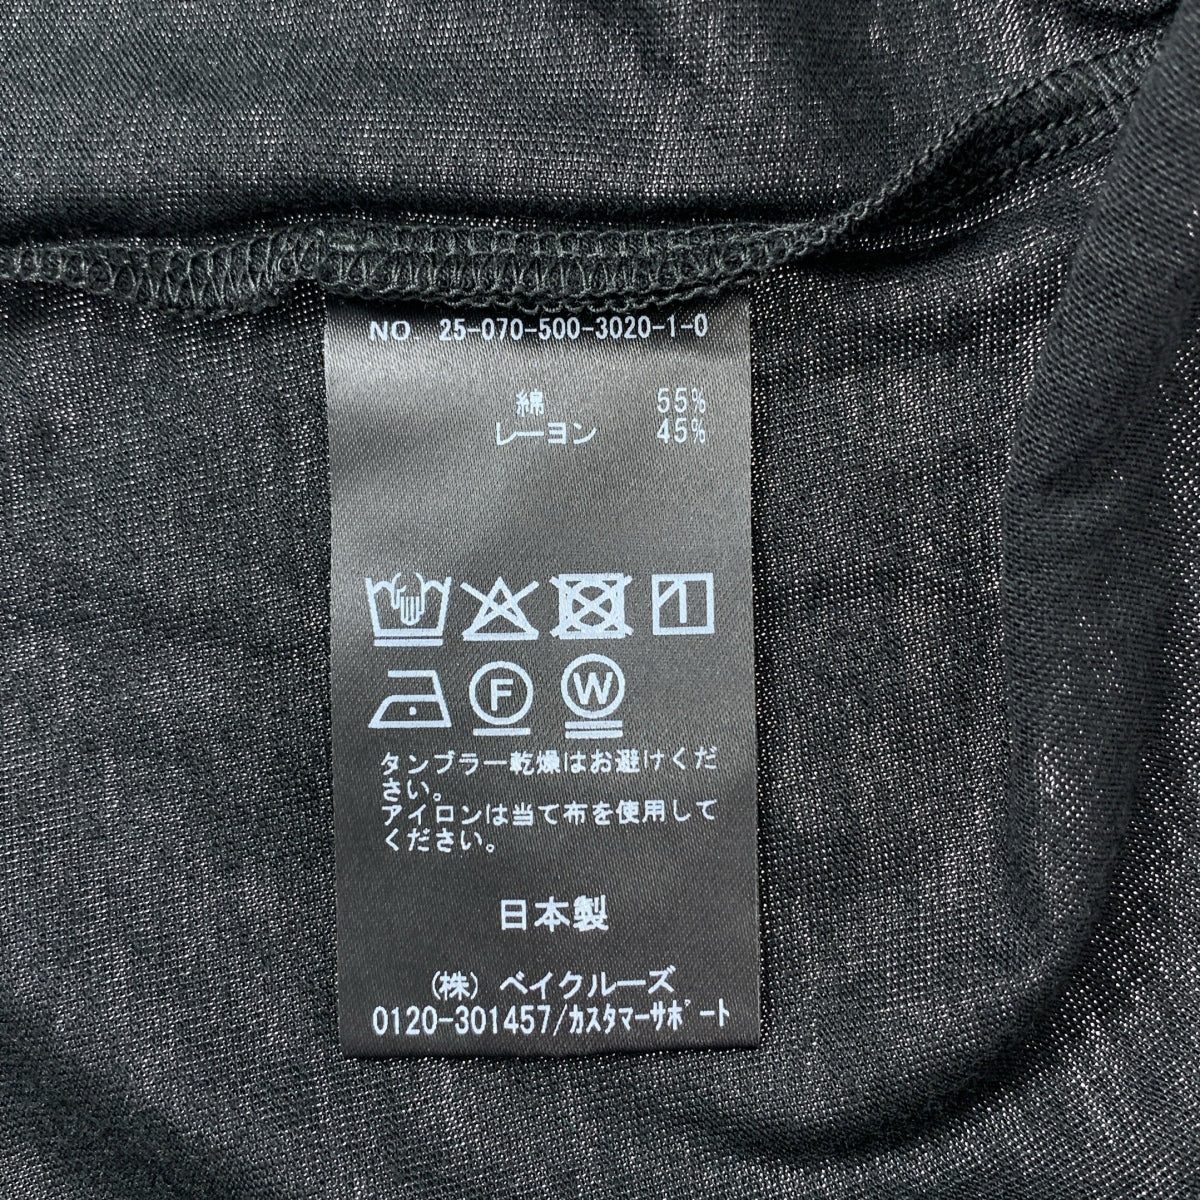 NO. 25-070-500-3020-1-0
綿 55%
レーヨン 45%
F W
タンブラー乾燥はお避けくだ
さい。
アイロンは当て布を使用して
ください。
日本製
(株) ベイクルーズ
0120-301457/カスタマーサポート